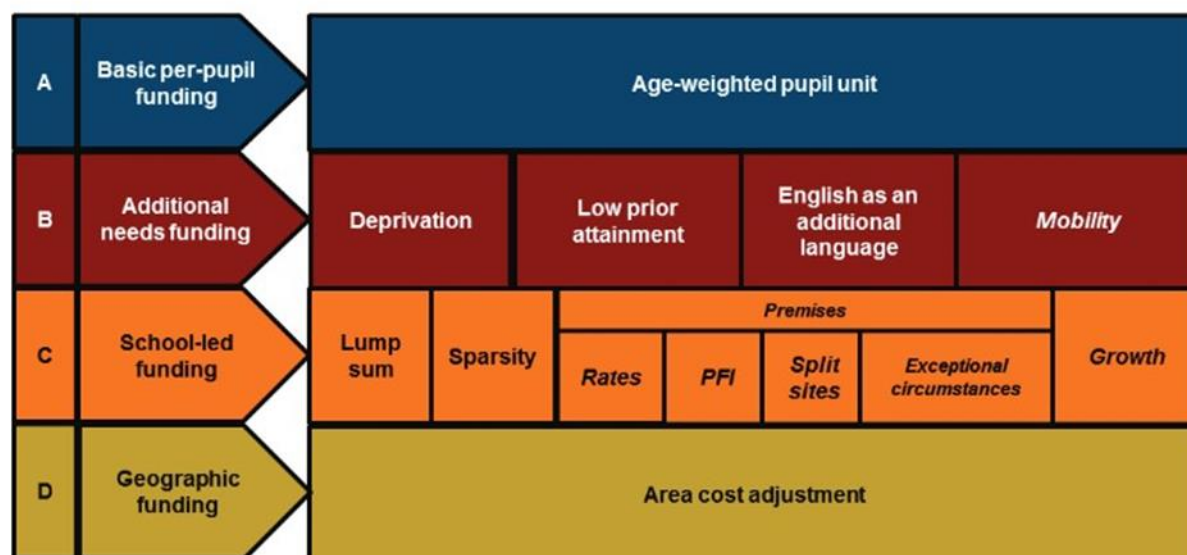 A
Basic per-pupil
funding
Age-weighted pupil unit
B
Additional
needs funding
Deprivation
Low prior
attainment
English as an
additional
language
Mobility
C
School-led
funding
Lump
sum
Sparsity
Premises
Rates
PFI
Split
sites
Exceptional
circumstances
Growth
D
Geographic
funding
Area cost adjustment